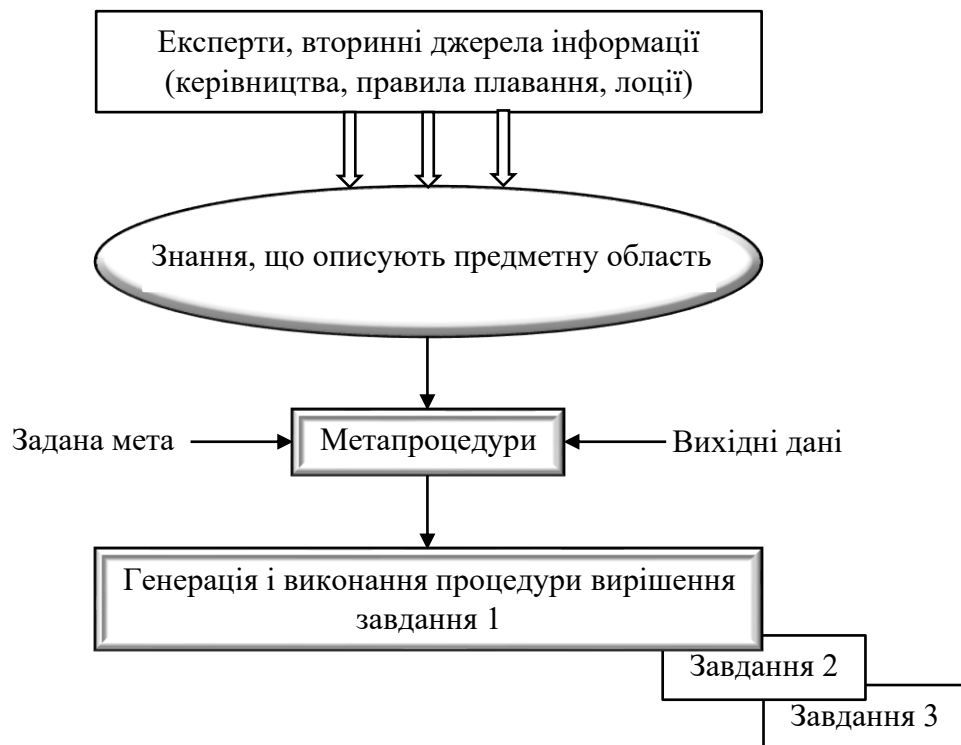 Експерти, вторинні джерела інформації
(керівництва, правила плавання, лоції)
Знання, що описують предметну область
Задана мета
Метапроцедури
Вихідні дані
Генерація і виконання процедури вирішення
завдання 1
Завдання 2
Завдання 3